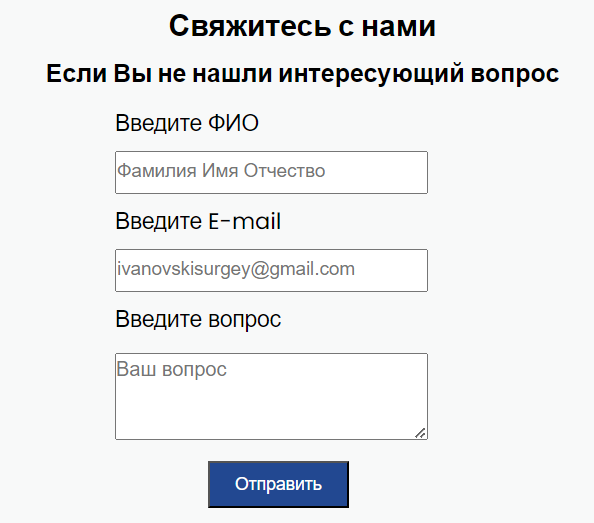 Свяжитесь с нами
Если Вы не нашли интересующий вопрос
Введите ФИО
Фамилия Имя Отчество
Введите E-mail
ivanovskisurgey@gmail.com
Введите вопрос
Ваш вопрос
Отправить